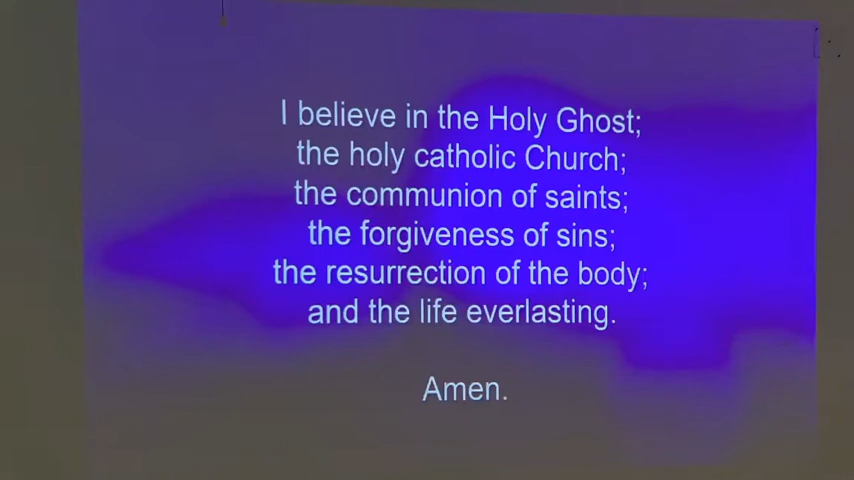 I believe in the Holy Ghost;
the holy catholic Church;
the communion of saints;
the forgiveness of sins;
the resurrection of the body;
and the life everlasting.
Amen.